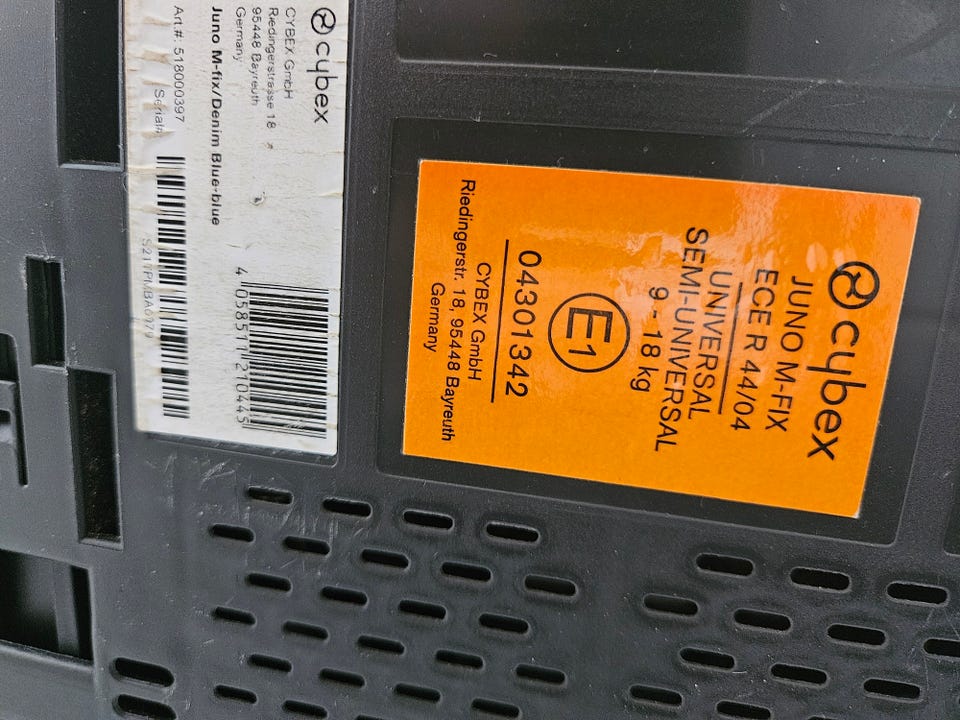 cybex
CYBEX GmbH
Riedingerstrasse 18
95448 Bayreuth
Germany
Juno M-fix/Denim Blue-blue
Art.#: 518000397
Serial#
4 058511 210445
cybex
JUNO M-FIX
ECE R 44/04
UNIVERSAL
SEMI-UNIVERSAL
9 - 18 kg
E1
04301342
CYBEX GmbH
Riedingerstr. 18, 95448 Bayreuth
Germany